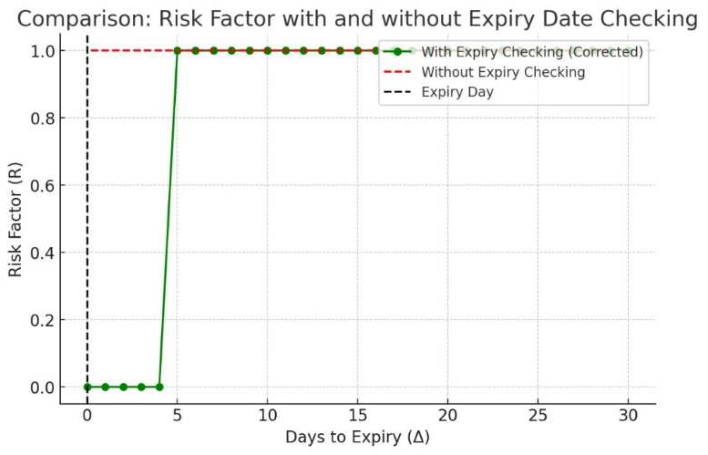 Comparison: Risk Factor with and without Expiry Date Checking
1.0
0.8
0.6
0.4
0.2
0.0
Risk Factor (R)
With Expiry Checking (Corrected)
Without Expiry Checking
Expiry Day
0 5 10 15 20 25 30
Days to Expiry (Δ)